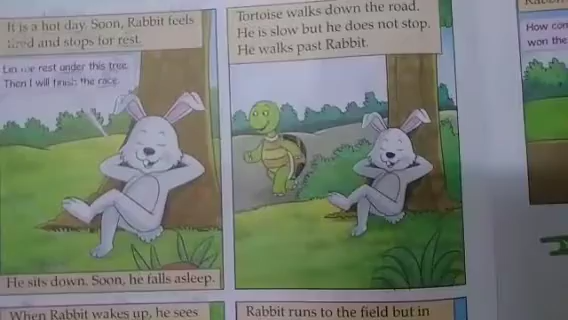 It is a hot day. Soon, Rabbit feels
tired and stops for rest.
Let me rest under this tree.
Then I will finish the race.
He sits down. Soon, he falls asleep.
Tortoise walks down the road.
He is slow but he does not stop.
He walks past Rabbit.
When Rabbit wakes up, he sees
Rabbit runs to the field but in
How com
won the